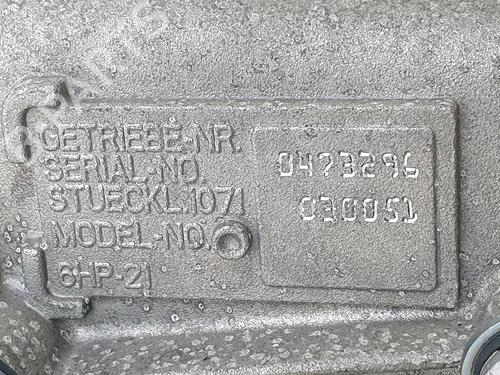 GETRIEBE-NR. 0473296
SERIAL-NO.
STUECKL.1071 030051
MODEL-NO.
6HP-21